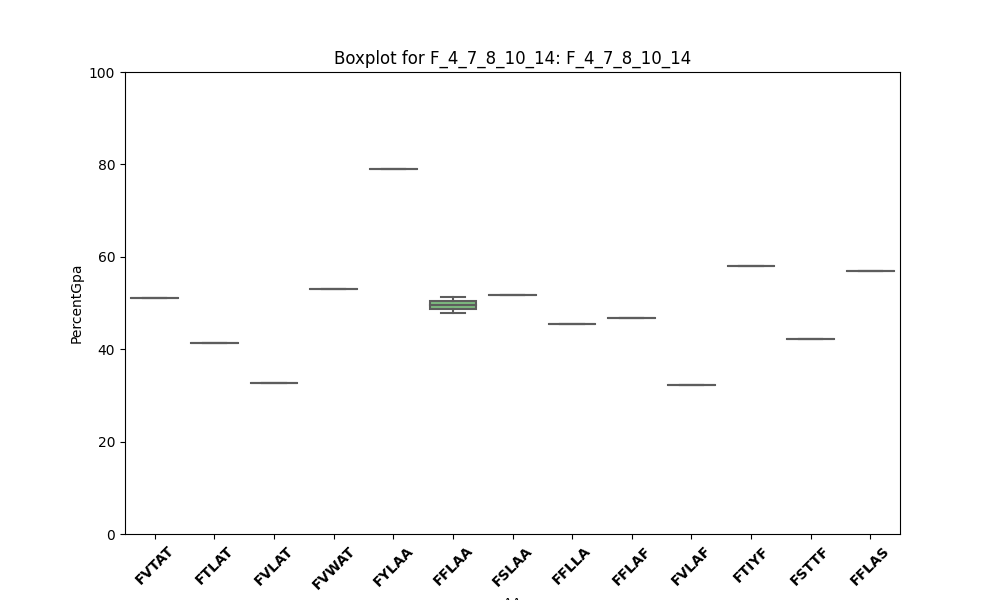 Boxplot for F_4_7_8_10_14: F_4_7_8_10_14
100
80
60
40
20
0
PercentGpa
FVTAT
FTLAT
FVLAT
FVWAT
FYLAA
FFLAA
FSLAA
FFLLA
FFLAF
FVLAF
FTIYF
FSTTF
FFLAS